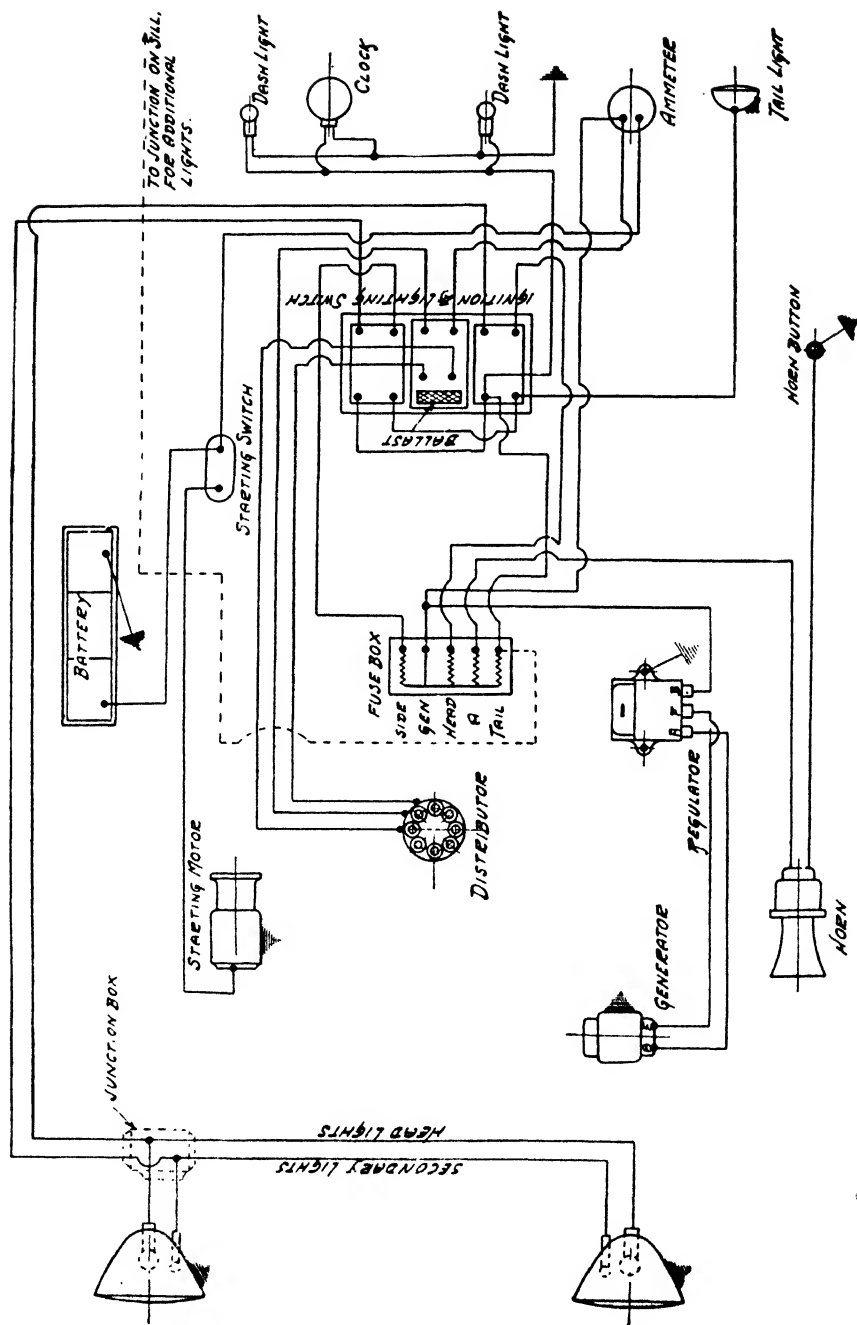 TO JUNCTION ON SILL,
FOR ADDITIONAL
LIGHTS.
DASH LIGHT
CLOCK
DASH LIGHT
AMMETER
TAIL LIGHT
IGNITION & LIGHTING SWITCH
BALLAST
HORN BUTTON
STARTING SWITCH
BATTERY
FUSE BOX
SIDE
GEN
HEAD
A
TAIL
REGULATOR
A
F
B
STARTING MOTOR
DISTRIBUTOR
GENERATOR
A
F
HORN
JUNCTION BOX
HEAD LIGHTS
SECONDARY LIGHTS